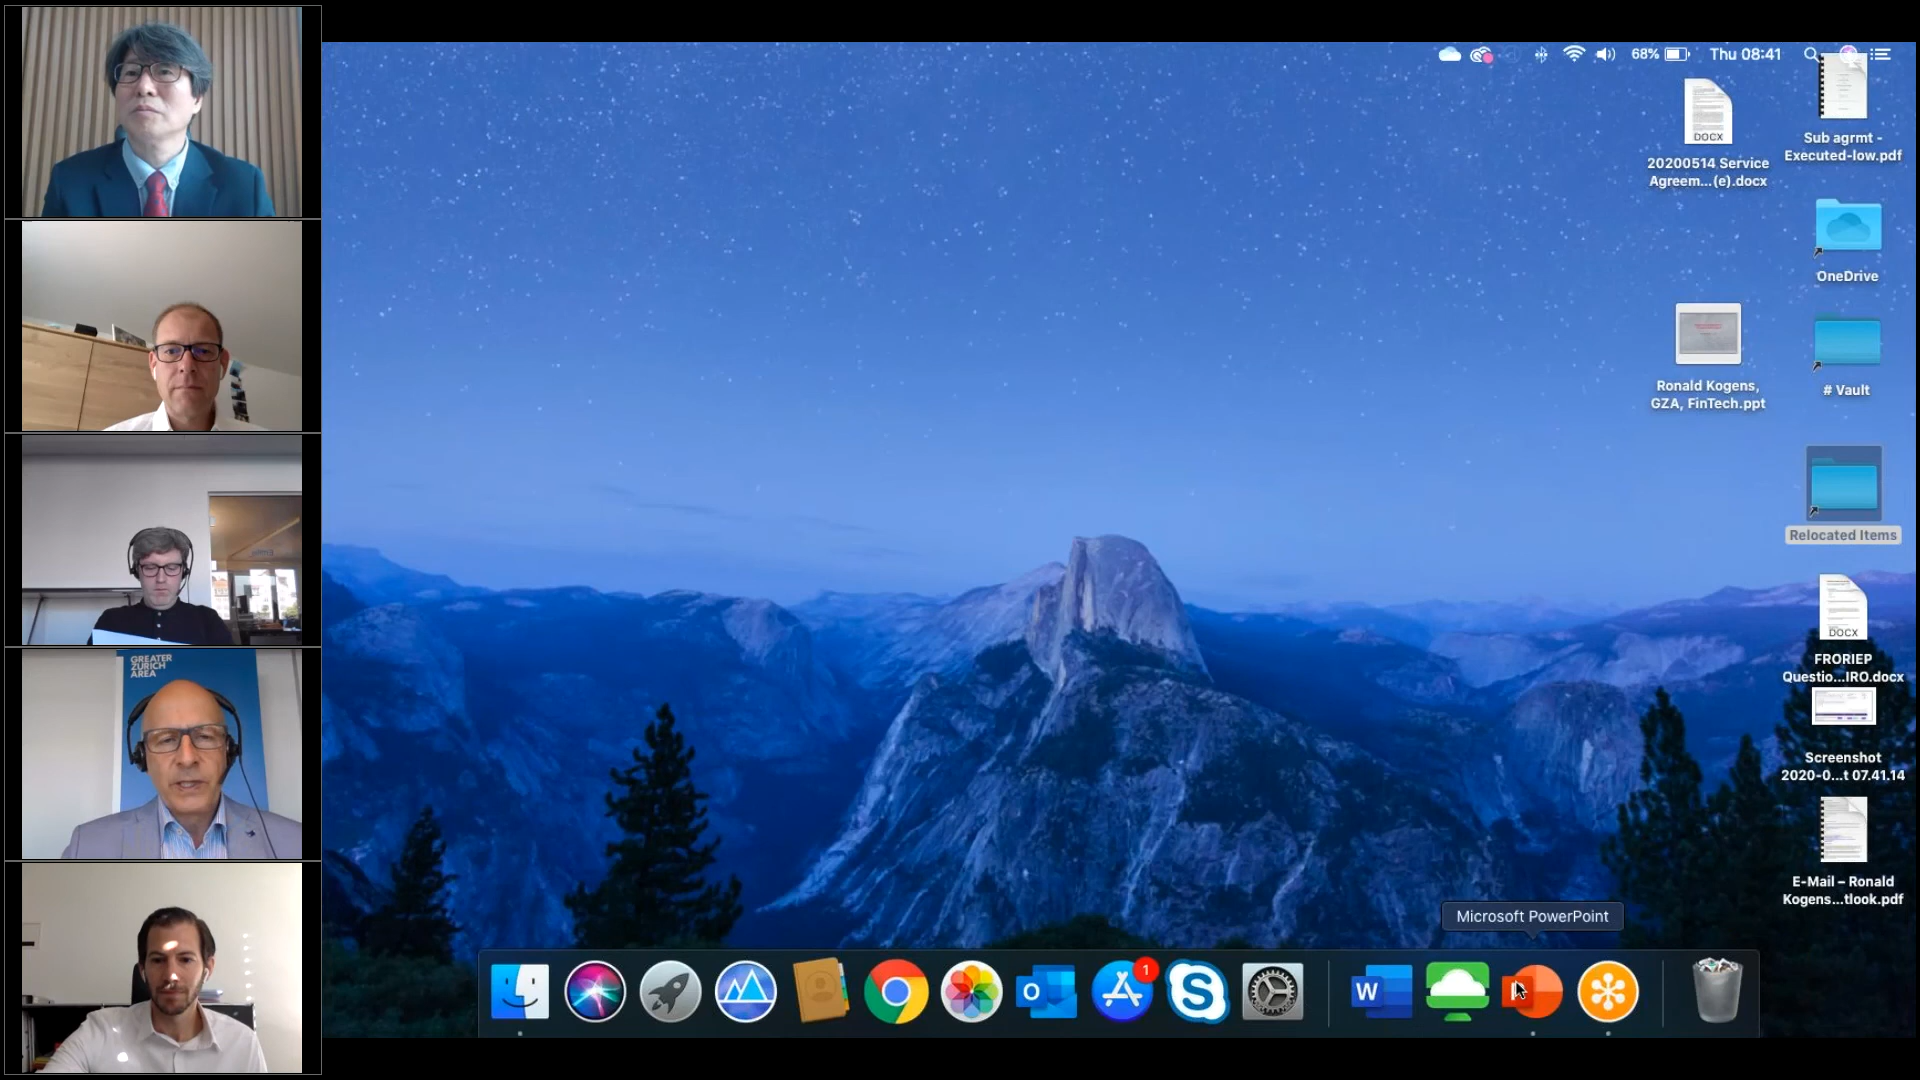 GREATER
ZURICH
AREA
68%
Thu 08:41
DOCX
20200514 Service
Agreem...(e).docx
Sub agrmt -
Executed-low.pdf
OneDrive
Ronald Kogens,
GZA, FinTech.ppt
# Vault
Relocated Items
DOCX
FRORIEP
Questio...IRO.docx
Screenshot
2020-0...t 07.41.14
E-Mail – Ronald
Kogens...tlook.pdf
Microsoft PowerPoint
O
1
S
W